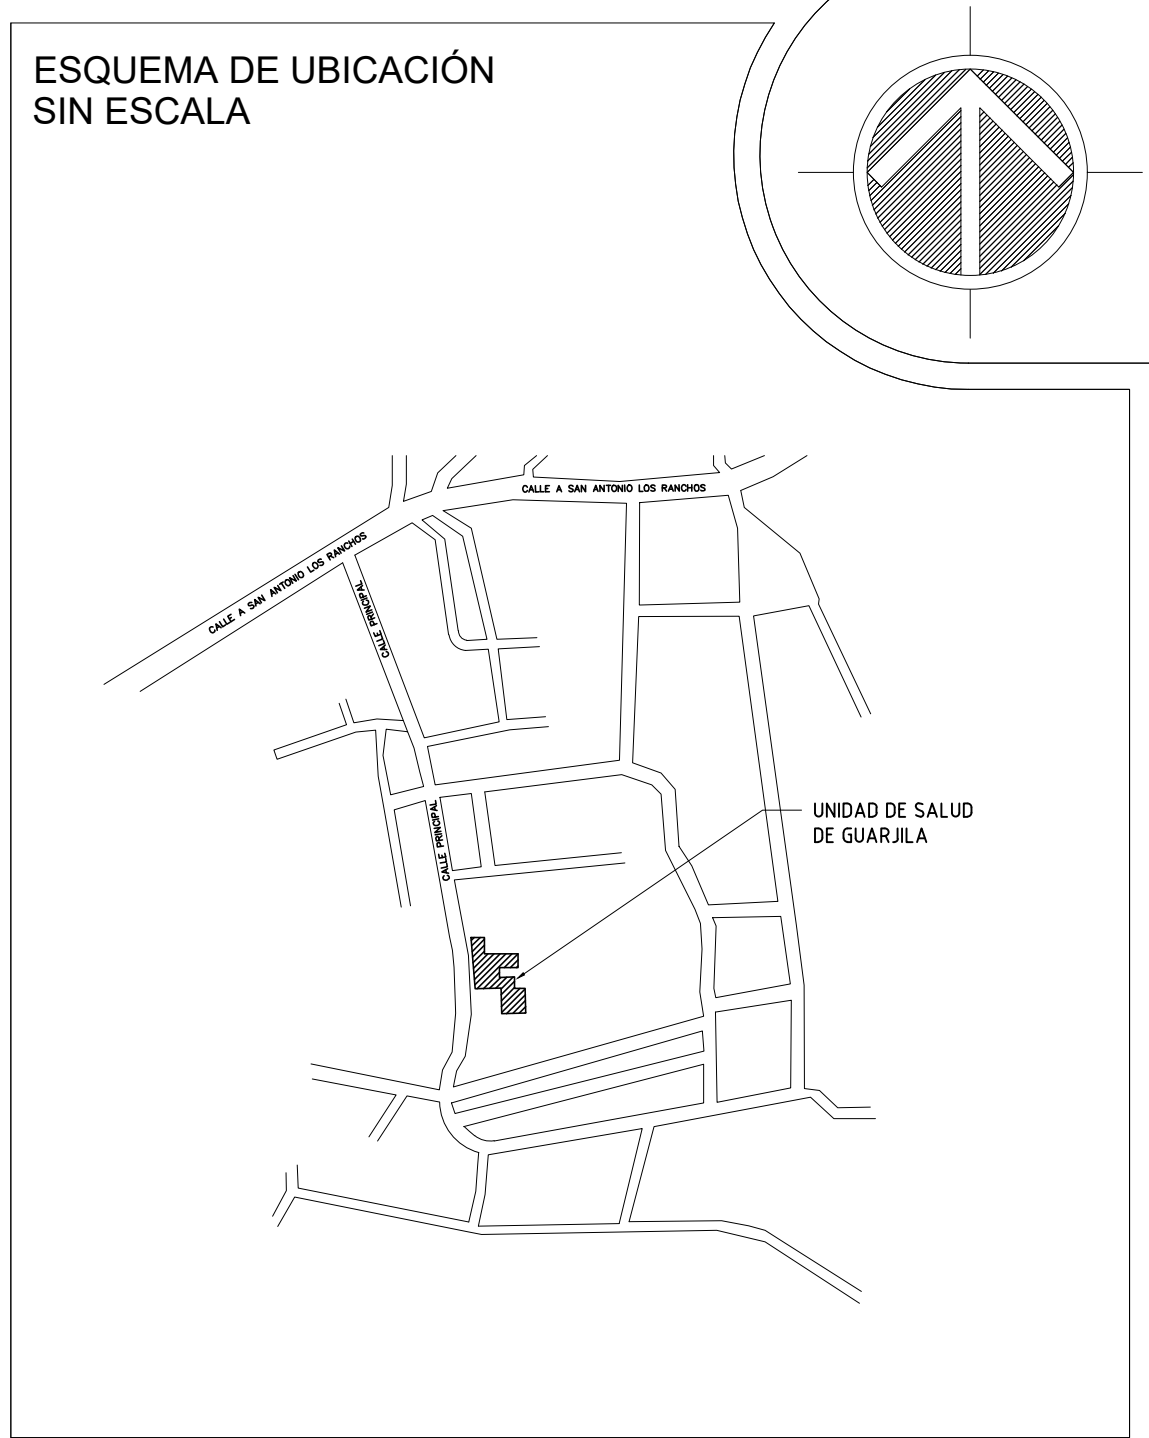 ESQUEMA DE UBICACIÓN
SIN ESCALA
CALLE A SAN ANTONIO LOS RANCHOS
CALLE A SAN ANTONIO LOS RANCHOS
CALLE PRINCIPAL
CALLE PRINCIPAL
UNIDAD DE SALUD
DE GUARJILA